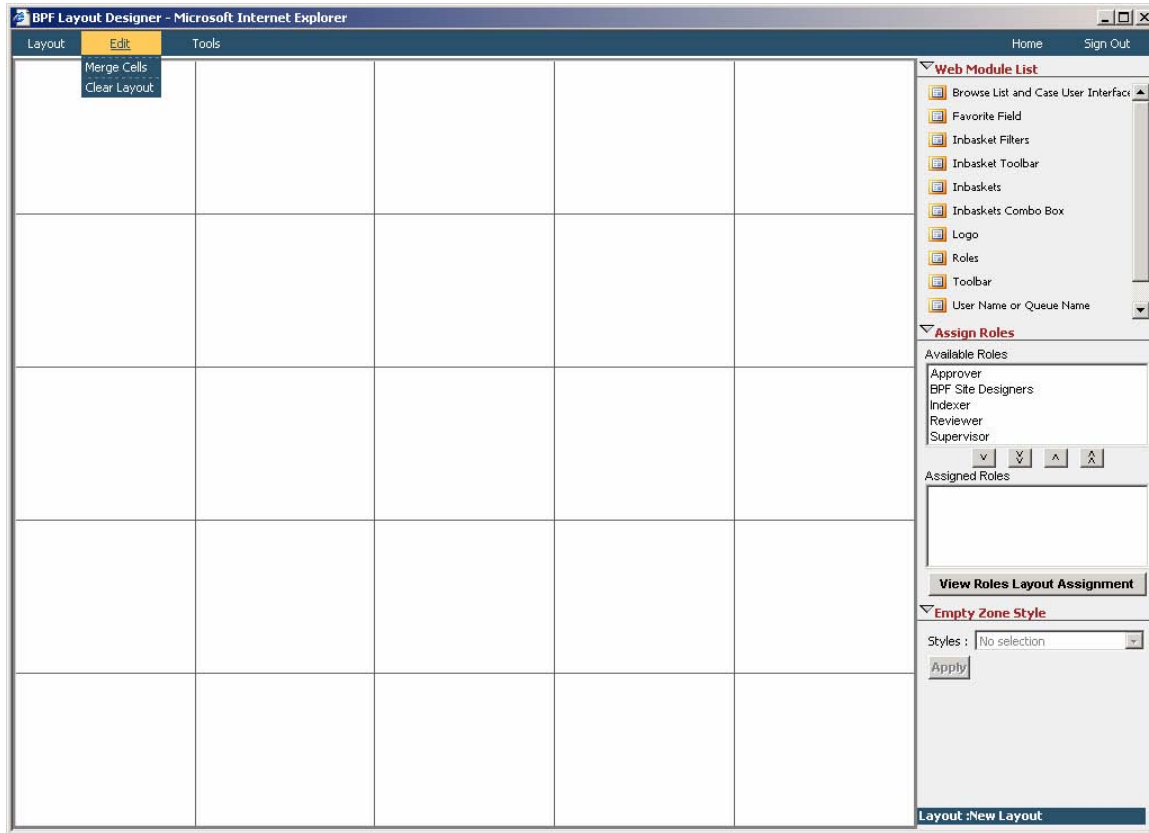 BPF Layout Designer - Microsoft Internet Explorer
Layout Edit Tools Home Sign Out
Merge Cells
Clear Layout
Web Module List
Browse List and Case User Interface
Favorite Field
Inbasket Filters
Inbasket Toolbar
Inbaskets
Inbaskets Combo Box
Logo
Roles
Toolbar
User Name or Queue Name
Assign Roles
Available Roles
Approver
BPF Site Designers
Indexer
Reviewer
Supervisor
Assigned Roles
View Roles Layout Assignment
Empty Zone Style
Styles : No selection
Apply
Layout :New Layout